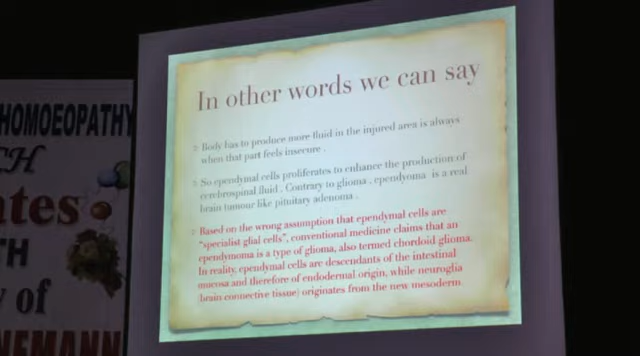 In other words we can say
Body has to produce more fluid in the injured area is always
when that part feels insecure .
So ependymal cells proliferates to enhance the production of
cerebrospinal fluid . Contrary to glioma , ependyoma is a real
brain tumour like pituitary adenoma .
Based on the wrong assumption that ependymal cells are
"specialist glial cells", conventional medicine claims that an
ependymoma is a type of glioma, also termed chordoid glioma.
In reality, ependymal cells are descendants of the intestinal
mucosa and therefore of endodermal origin, while neuroglia
(brain connective tissue) originates from the new mesoderm
HOMOEOPATHY
CH
ates
TH
y of
NEMANN